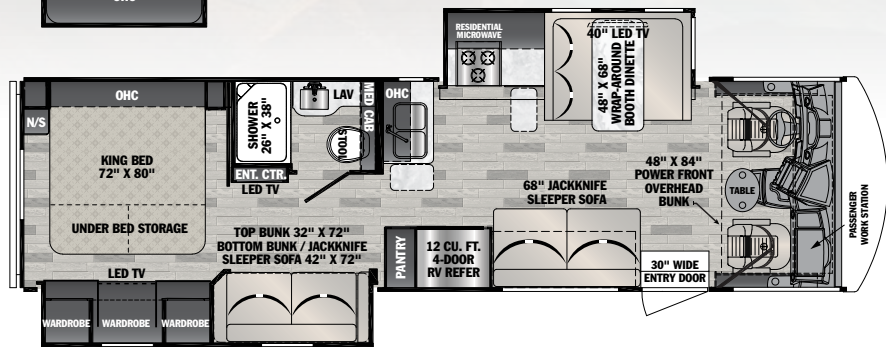 OHC
RESIDENTIAL
MICROWAVE
40" LED TV
48" X 68"
WRAP-AROUND
BOOTH DINETTE
OHC
N/S
KING BED
72" X 80"
UNDER BED STORAGE
SHOWER
26" X 38"
LAV
MED CAB
STOOL
ENT. CTR.
LED TV
OHC
68" JACKKNIFE
SLEEPER SOFA
48" X 84"
POWER FRONT
OVERHEAD
BUNK
TABLE
PASSENGER
WORK STATION
TOP BUNK 32" X 72"
BOTTOM BUNK / JACKKNIFE
SLEEPER SOFA 42" X 72"
PANTRY
12 CU. FT.
4-DOOR
RV REFER
30" WIDE
ENTRY DOOR
LED TV
WARDROBE
WARDROBE
WARDROBE